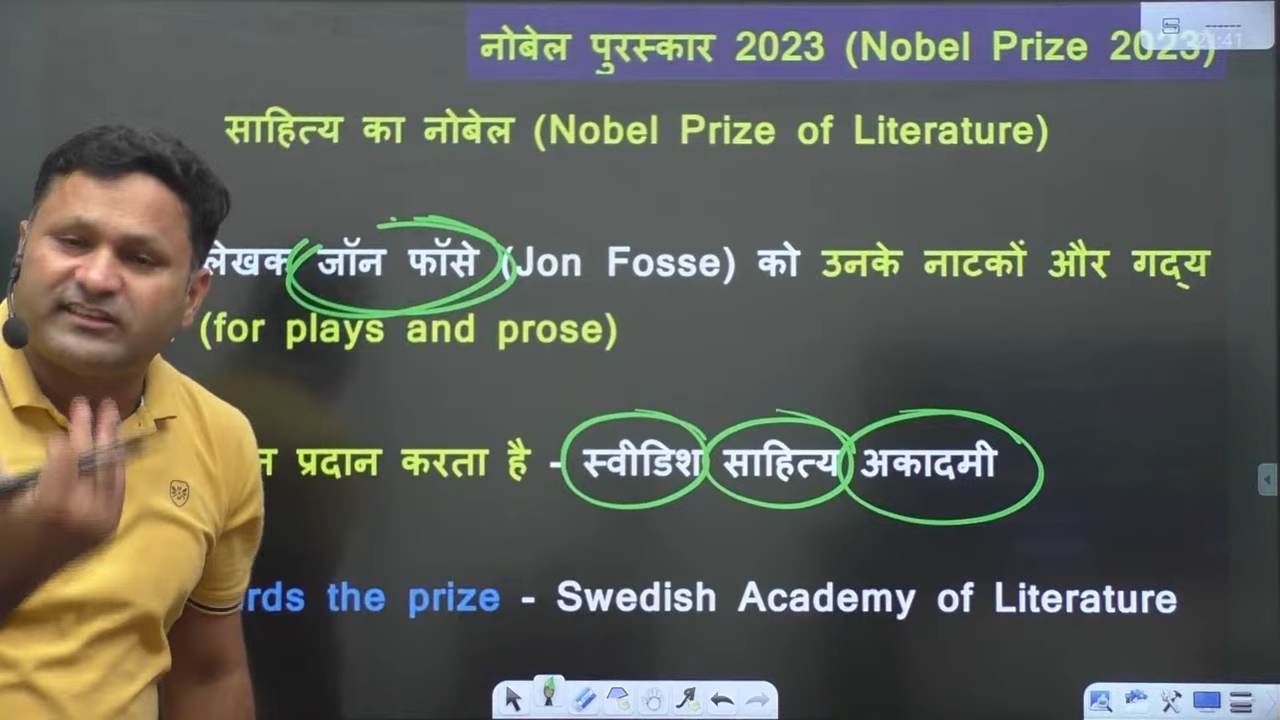 नोबेल पुरस्कार 2023 (Nobel Prize 2023)
साहित्य का नोबेल (Nobel Prize of Literature)
लेखक जॉन फॉसे (Jon Fosse) को उनके नाटकों और गद्य
(for plays and prose)
प्रदान करता है - स्वीडिश साहित्य अकादमी
the prize - Swedish Academy of Literature